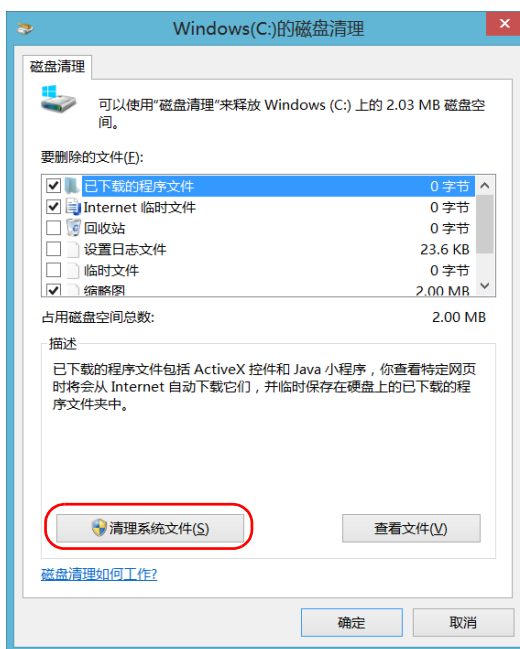 Windows(C:)的磁盘清理
磁盘清理
可以使用“磁盘清理”来释放 Windows (C:) 上的 2.03 MB 磁盘空
间。
要删除的文件(F):
已下载的程序文件 0 字节
Internet 临时文件 0 字节
回收站 0 字节
设置日志文件 23.6 KB
临时文件 0 字节
缩略图 2.00 MB
占用磁盘空间总数: 2.00 MB
描述
已下载的程序文件包括 ActiveX 控件和 Java 小程序，你查看特定网页
时将会从 Internet 自动下载它们，并临时保存在硬盘上的已下载的程
序文件夹中。
清理系统文件(S) 查看文件(V)
磁盘清理如何工作?
确定 取消